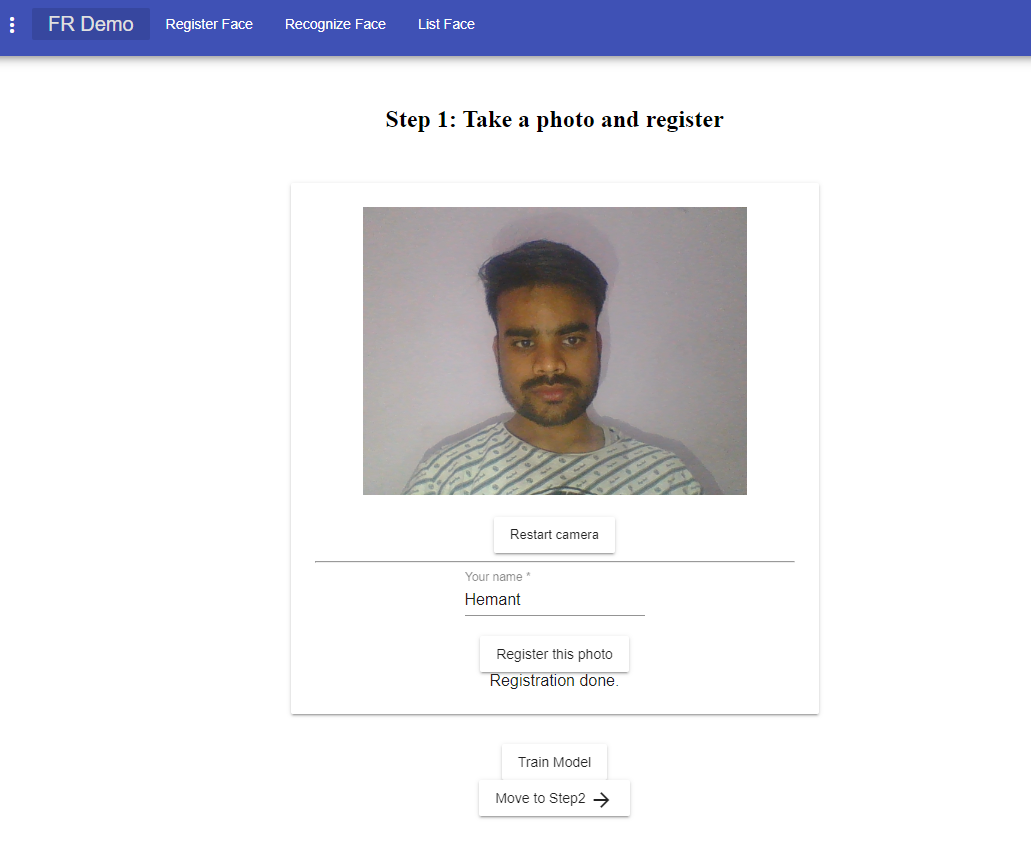 FR Demo Register Face Recognize Face List Face
Step 1: Take a photo and register
Restart camera
Your name *
Hemant
Register this photo
Registration done.
Train Model
Move to Step2 →